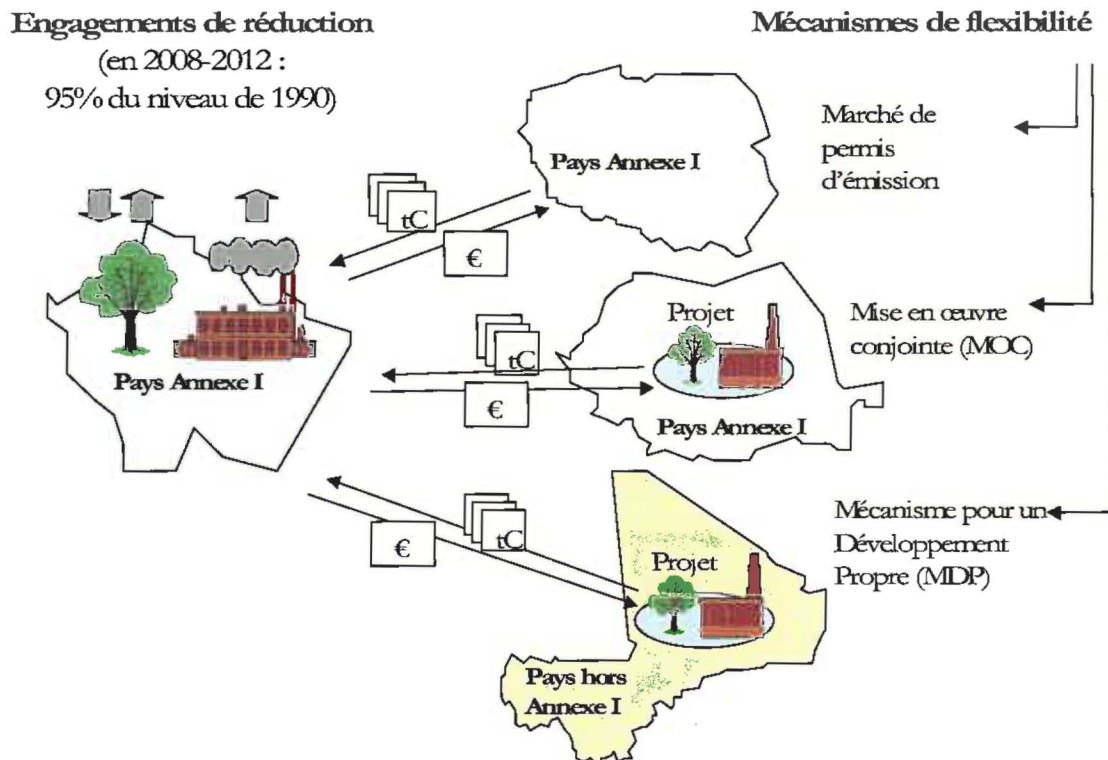 Engagements de réduction
(en 2008-2012 :
95% du niveau de 1990)
Mécanismes de flexibilité
Pays Annexe I
Marché de
permis
d'émission
tC
€
Pays Annexe I
Projet
Pays Annexe I
Mise en œuvre
conjointe (MOC)
tC
€
Projet
Pays hors
Annexe I
Mécanisme pour un
Développement
Propre (MDP)
tC
€